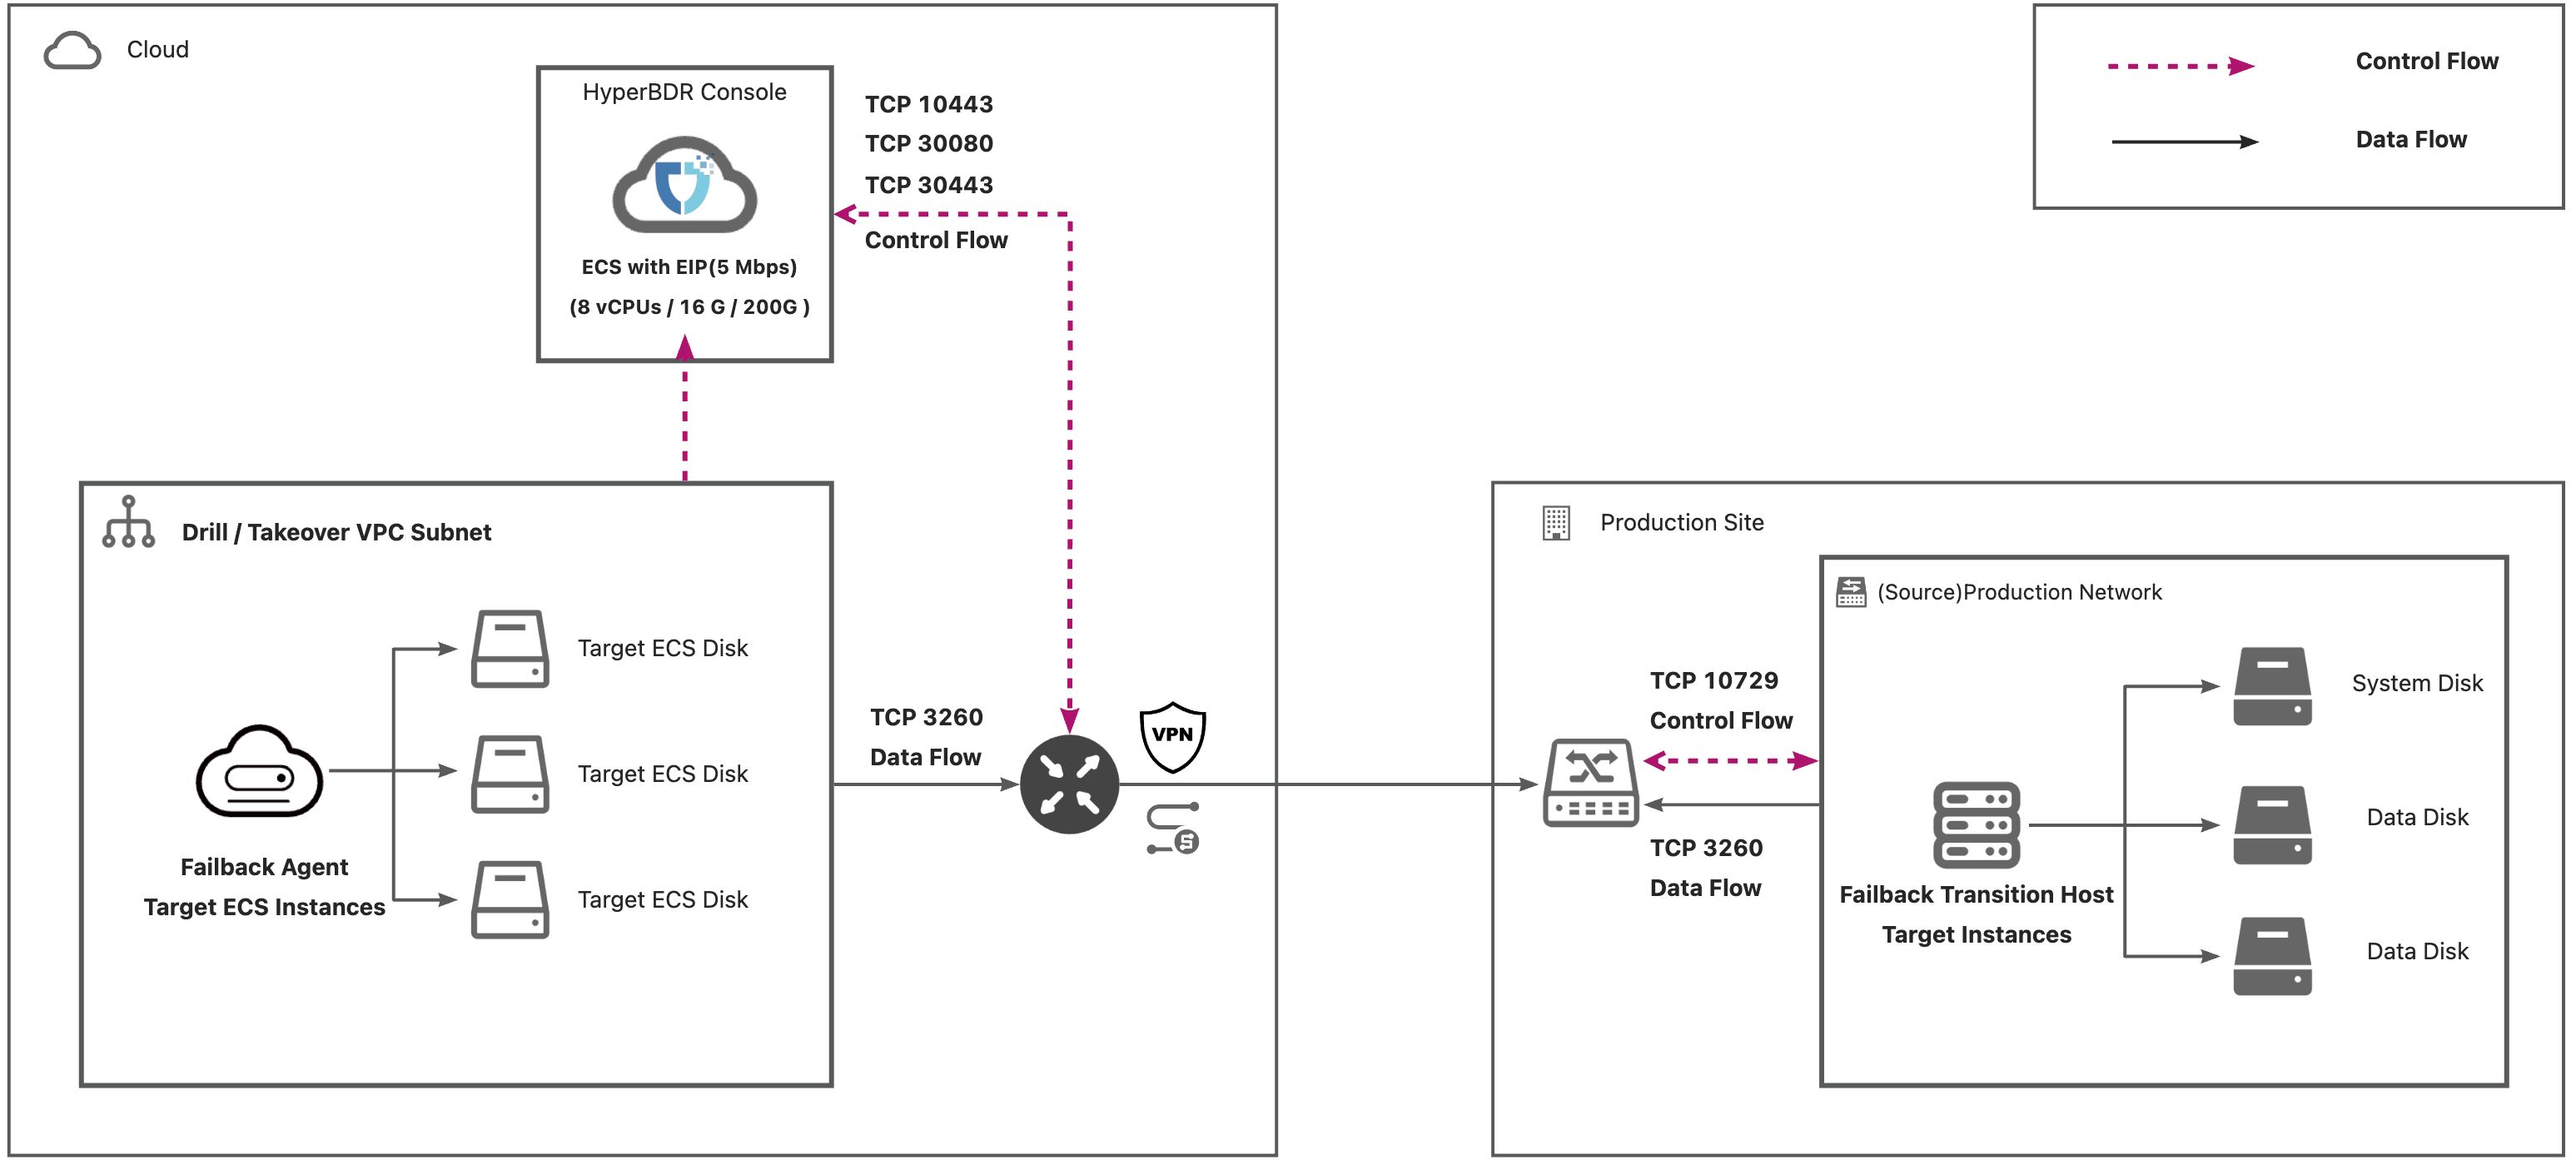 Cloud
HyperBDR Console
ECS with EIP(5 Mbps)
(8 vCPUs / 16 G / 200G )
TCP 10443
TCP 30080
TCP 30443
Control Flow
Control Flow
Data Flow
Drill / Takeover VPC Subnet
Target ECS Disk
Target ECS Disk
Target ECS Disk
Failback Agent
Target ECS Instances
TCP 3260
Data Flow
VPN
S
Production Site
(Source)Production Network
TCP 10729
Control Flow
TCP 3260
Data Flow
Failback Transition Host
Target Instances
System Disk
Data Disk
Data Disk